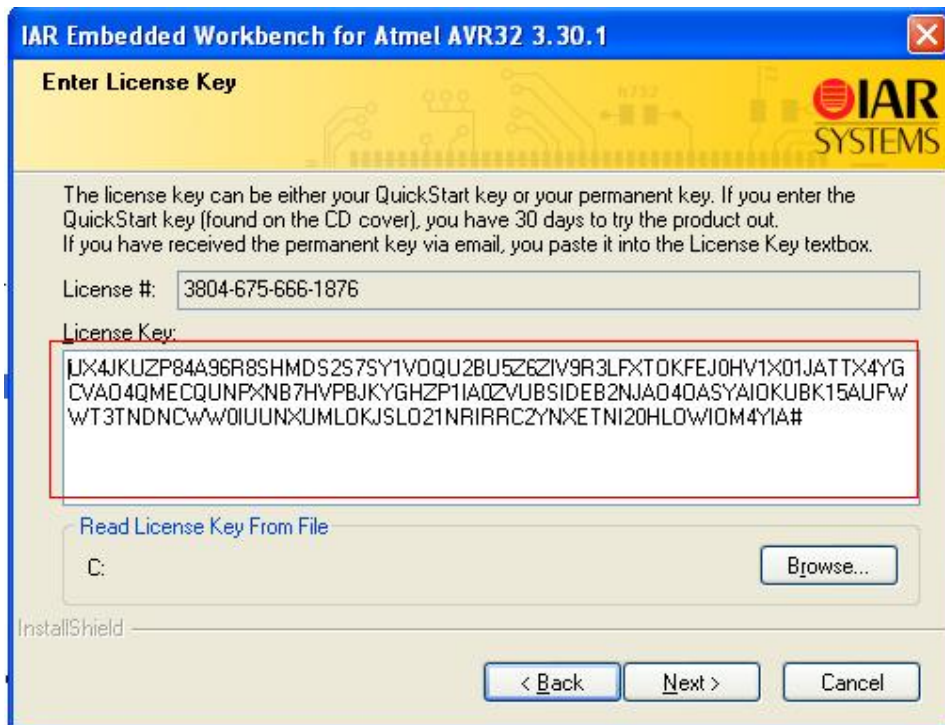 IAR Embedded Workbench for Atmel AVR32 3.30.1
Enter License Key
IAR
SYSTEMS
The license key can be either your QuickStart key or your permanent key. If you enter the
QuickStart key (found on the CD cover), you have 30 days to try the product out.
If you have received the permanent key via email, you paste it into the License Key textbox.
License #: 3804-675-666-1876
License Key:
UX4JKUZP84A96R8SHMDS2S7SY1VOQU2BU5Z6ZIV9R3LFXTOKFEJ0HV1X01JATTX4YG
CVAO4QMECQUNPXNB7HVPBJKYGHZP1IA0ZVUBSIDEB2NJAO4OASYAIOKUBK15AUFW
WT3TNDNCWW0IUUNXUMLOKJSLO21NRIRRC2YNXETNI20HLOWIOM4YIA#
Read License Key From File
C:
Browse...
InstallShield
< Back
Next >
Cancel